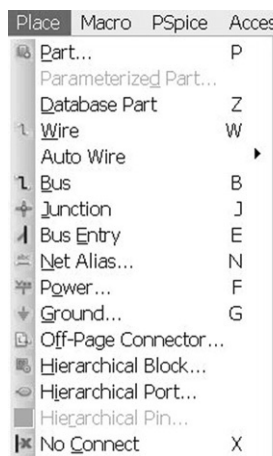 Place Macro PSpice Acces
Part... P
Parameterized Part...
Database Part Z
Wire W
Auto Wire
Bus B
Junction J
Bus Entry E
Net Alias... N
Power... F
Ground... G
Off-Page Connector...
Hierarchical Block...
Hierarchical Port...
Hierarchical Pin...
No Connect X